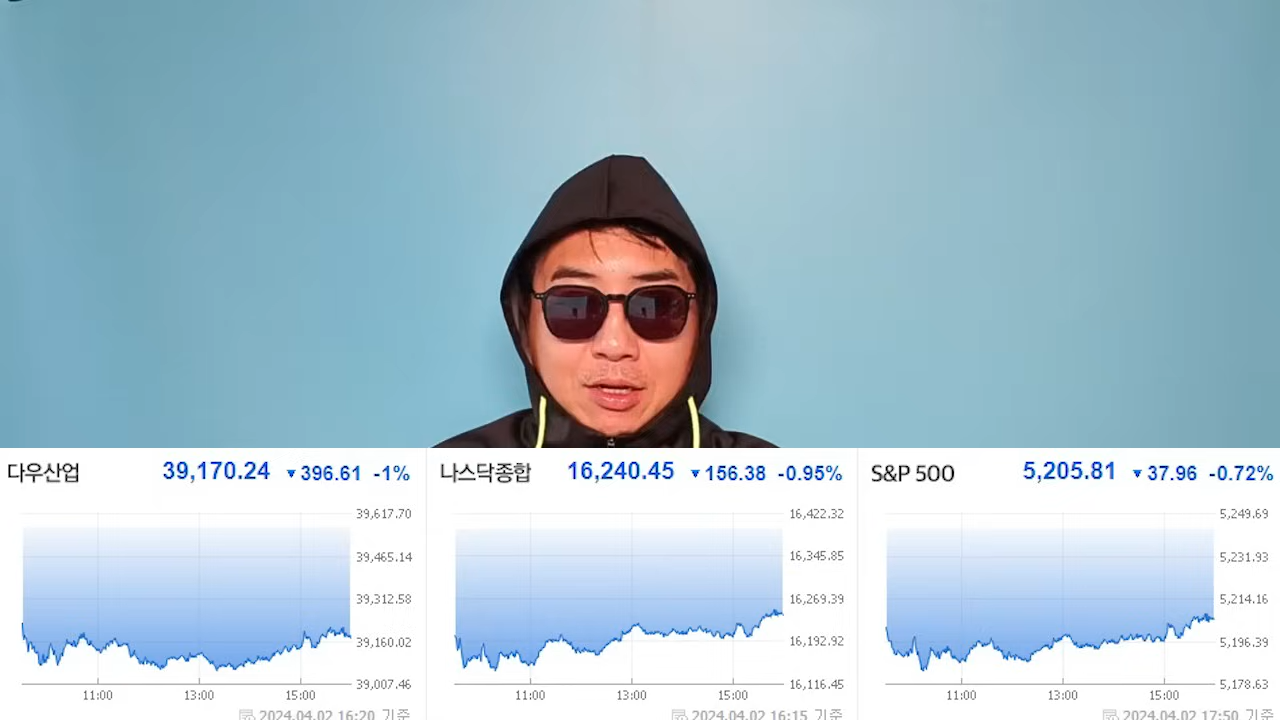 다우산업 39,170.24 ▼396.61 -1%
39,617.70
39,465.14
39,312.58
39,160.02
39,007.46
11:00 13:00 15:00
2024.04.02 16:20 기준
나스닥종합 16,240.45 ▼156.38 -0.95%
16,422.32
16,345.85
16,269.39
16,192.92
16,116.45
11:00 13:00 15:00
2024.04.02 16:15 기준
S&P 500 5,205.81 ▼37.96 -0.72%
5,249.69
5,231.93
5,214.16
5,196.39
5,178.63
11:00 13:00 15:00
2024.04.02 17:50 기준